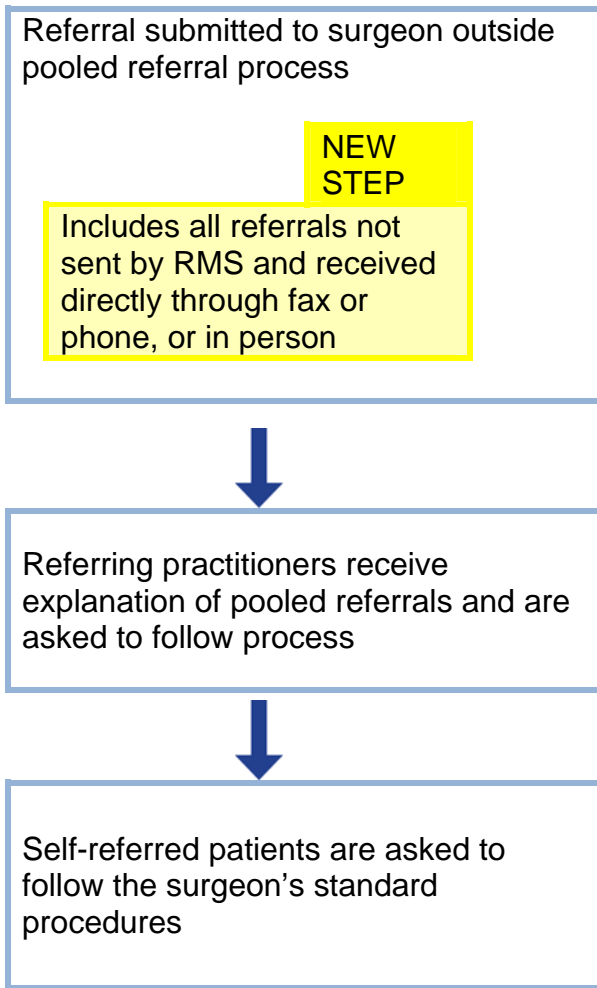 Referral submitted to surgeon outside
pooled referral process
NEW
STEP
Includes all referrals not
sent by RMS and received
directly through fax or
phone, or in person
Referring practitioners receive
explanation of pooled referrals and are
asked to follow process
Self-referred patients are asked to
follow the surgeon’s standard
procedures